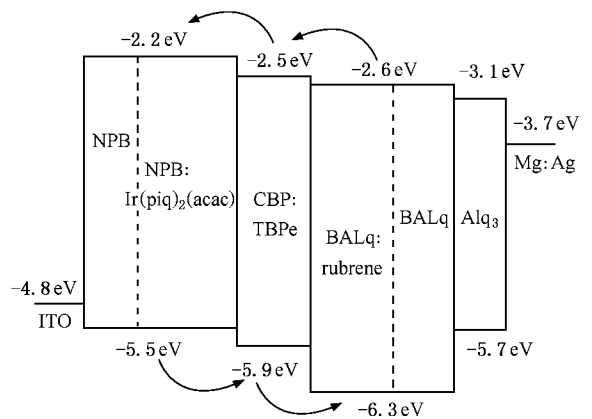 -2.2 eV
-2.5 eV
-2.6 eV
-3.1 eV
-3.7 eV
Mg: Ag
NPB
NPB:
Ir(piq)₂(acac)
CBP:
TBPe
BALq:
rubrene
BALq
Alq₃
-4.8 eV
ITO
-5.5 eV
-5.9 eV
-6.3 eV
-5.7 eV